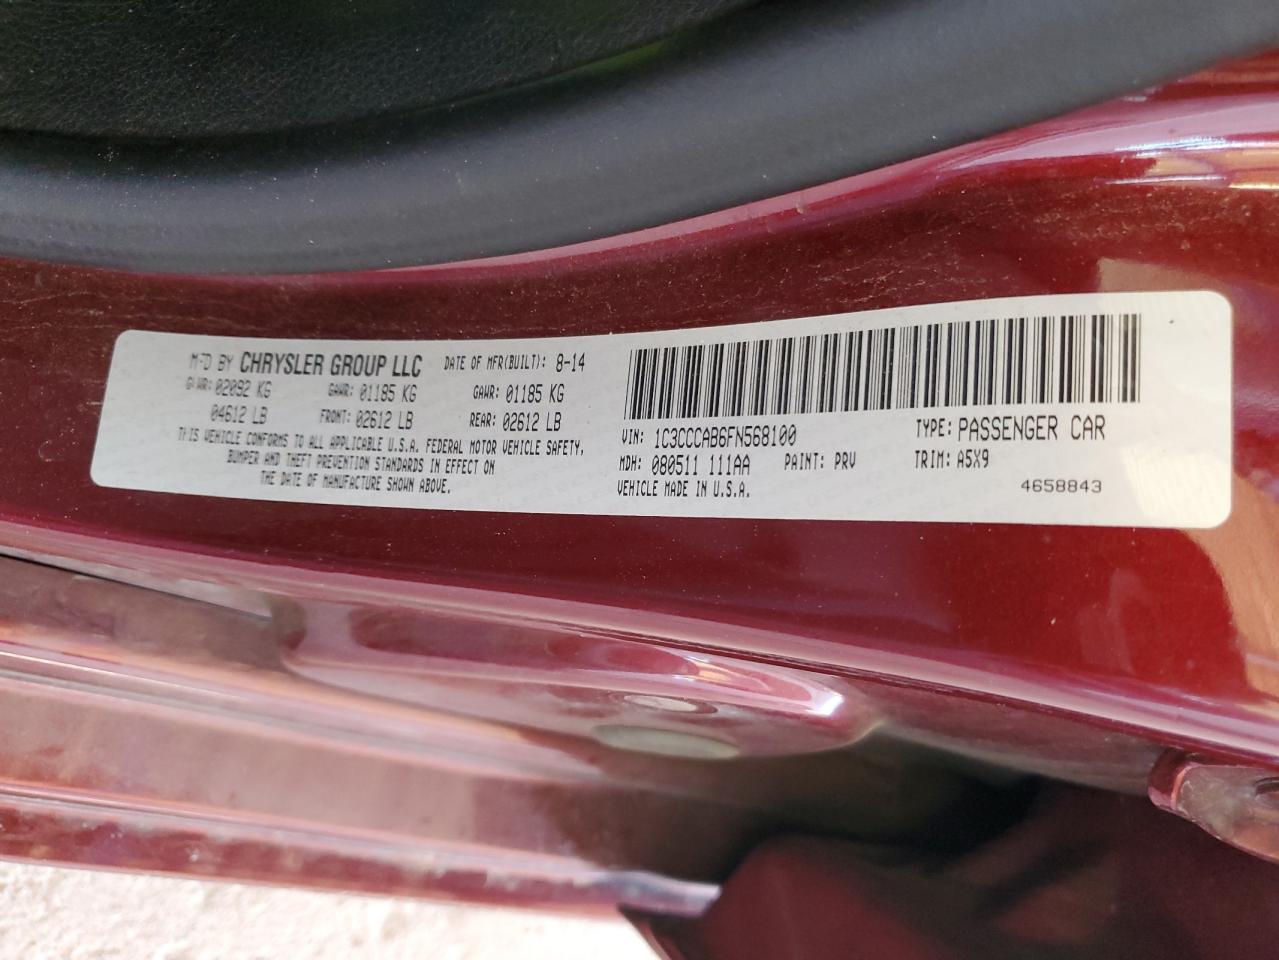 M'D BY CHRYSLER GROUP LLC DATE OF MFR(BUILT): 8-14
GVWR: 02092 KG GAWR: 01185 KG GAWR: 01185 KG
04612 LB FRONT: 02612 LB REAR: 02612 LB
THIS VEHICLE CONFORMS TO ALL APPLICABLE U.S.A. FEDERAL MOTOR VEHICLE SAFETY,
BUMPER AND THEFT PREVENTION STANDARDS IN EFFECT ON
THE DATE OF MANUFACTURE SHOWN ABOVE.
VIN: 1C3CCCAB6FN568100 TYPE: PASSENGER CAR
MDH: 080511 111AA PAINT: PRV TRIM: A5X9
VEHICLE MADE IN U.S.A. 4658843